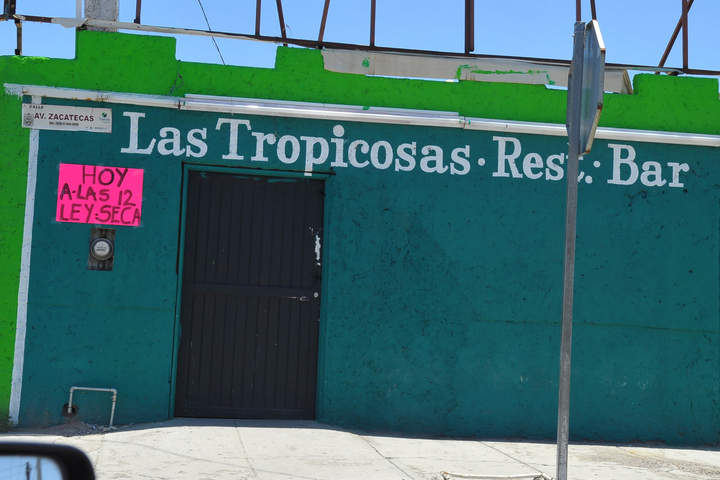 CALLE
AV. ZACATECAS
Las Tropicosas · Rest: Bar
HOY
A-LAS 12
LEY-SECA